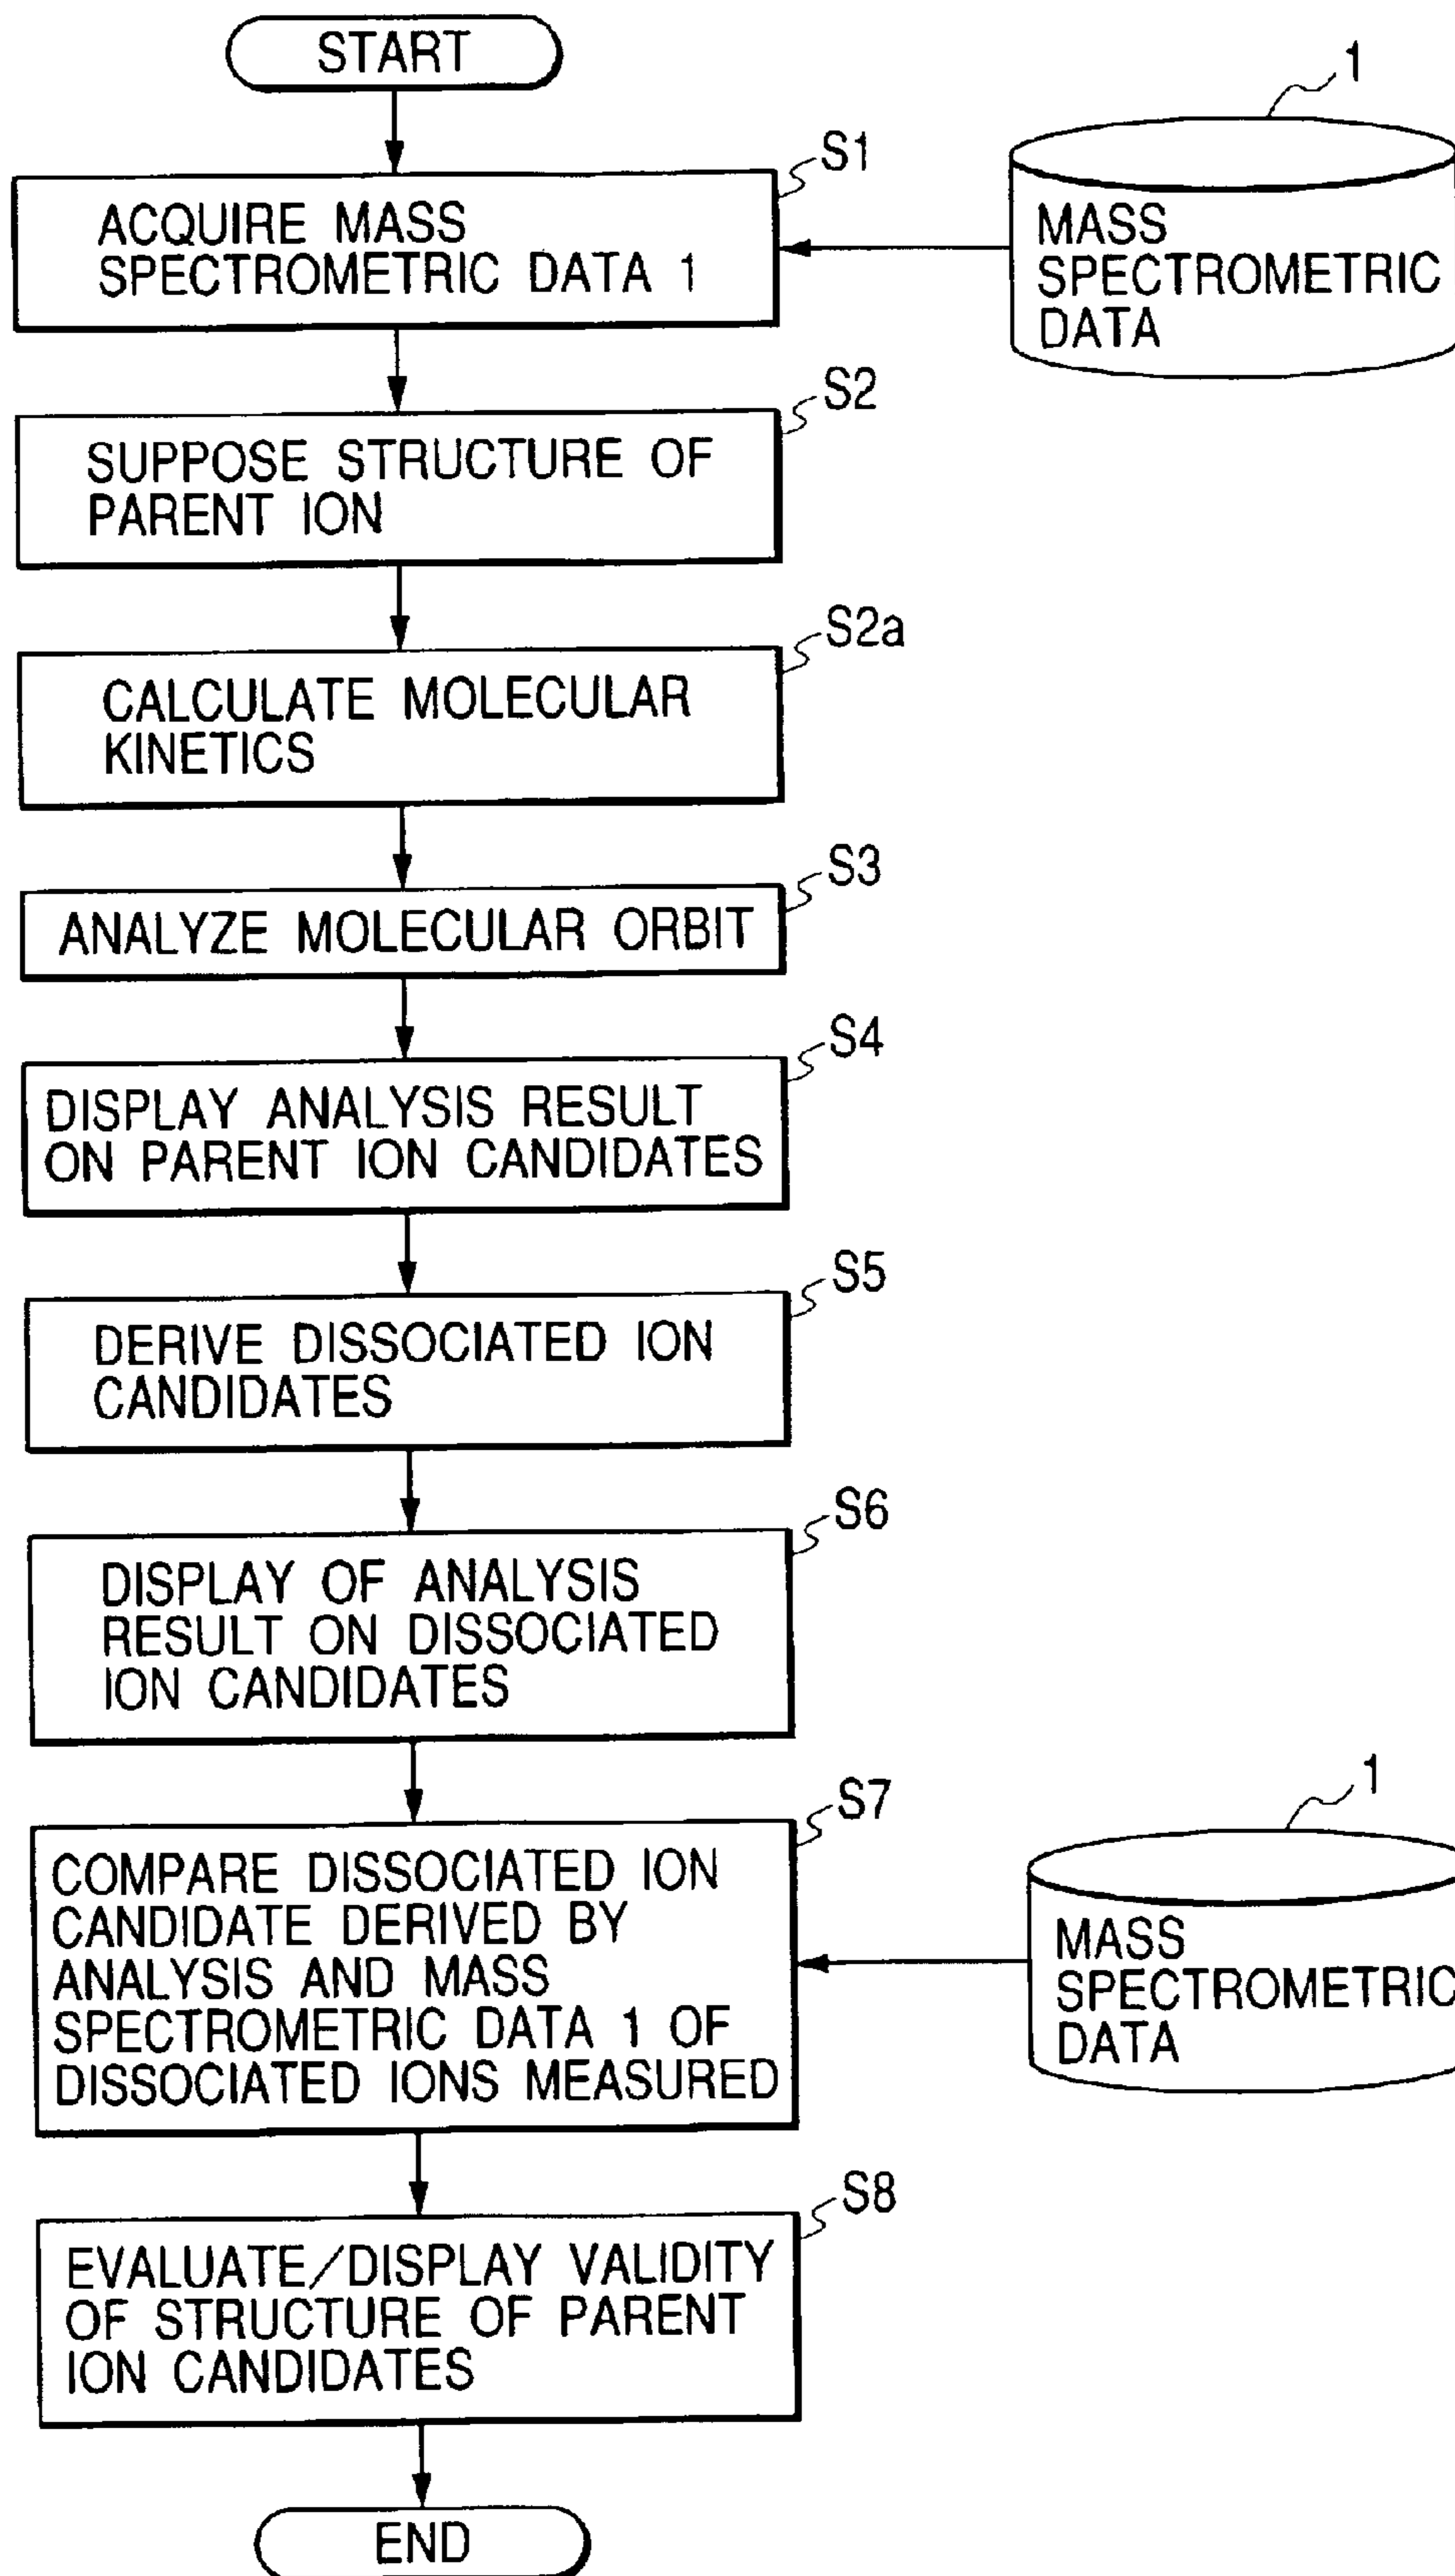 START
1
S1
ACQUIRE MASS
SPECTROMETRIC DATA 1
MASS
SPECTROMETRIC
DATA
S2
SUPPOSE STRUCTURE OF
PARENT ION
S2a
CALCULATE MOLECULAR
KINETICS
S3
ANALYZE MOLECULAR ORBIT
S4
DISPLAY ANALYSIS RESULT
ON PARENT ION CANDIDATES
S5
DERIVE DISSOCIATED ION
CANDIDATES
S6
DISPLAY OF ANALYSIS
RESULT ON DISSOCIATED
ION CANDIDATES
S7
COMPARE DISSOCIATED ION
CANDIDATE DERIVED BY
ANALYSIS AND MASS
SPECTROMETRIC DATA 1 OF
DISSOCIATED IONS MEASURED
1
MASS
SPECTROMETRIC
DATA
S8
EVALUATE/DISPLAY VALIDITY
OF STRUCTURE OF PARENT
ION CANDIDATES
END